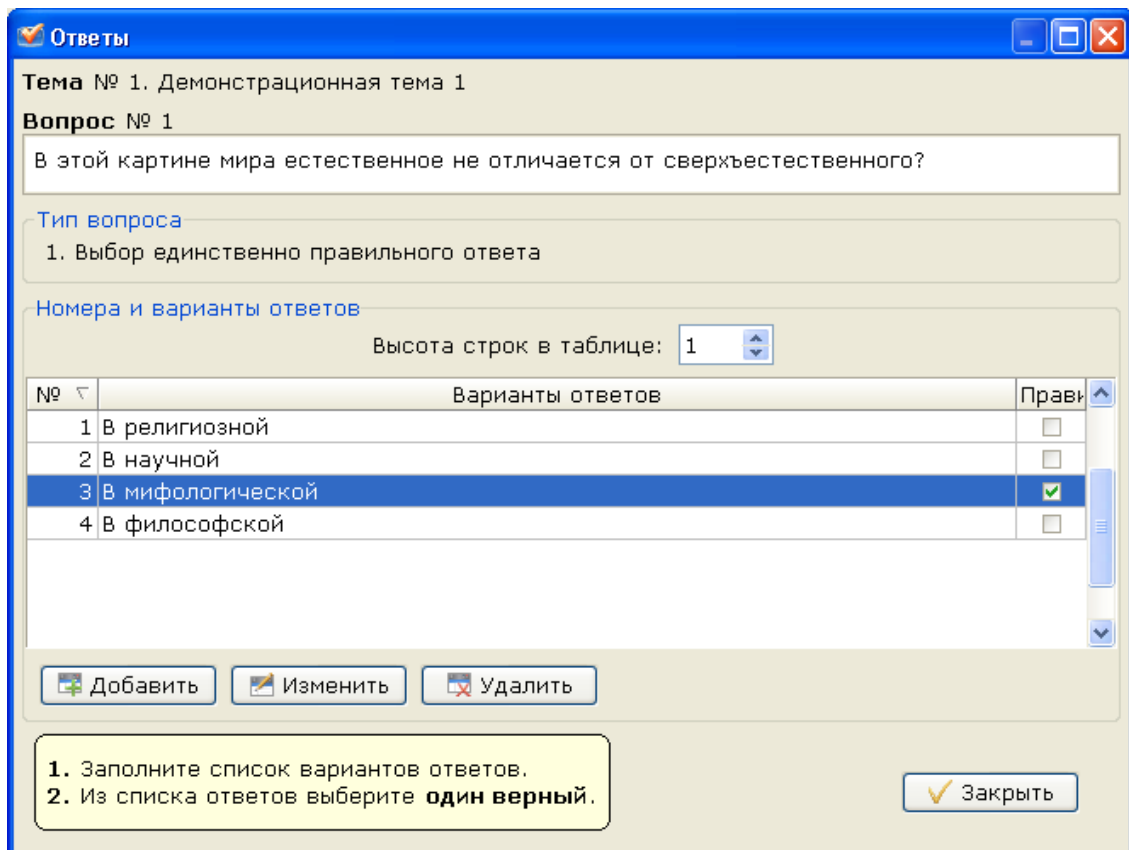 Ответы
Тема № 1. Демонстрационная тема 1
Вопрос № 1
В этой картине мира естественное не отличается от сверхъестественного?
Тип вопроса
1. Выбор единственно правильного ответа
Номера и варианты ответов
Высота строк в таблице: 1
№ Варианты ответов Прави
1 В религиозной
2 В научной
3 В мифологической
4 В философской
Добавить Изменить Удалить
1. Заполните список вариантов ответов.
2. Из списка ответов выберите один верный.
Закрыть